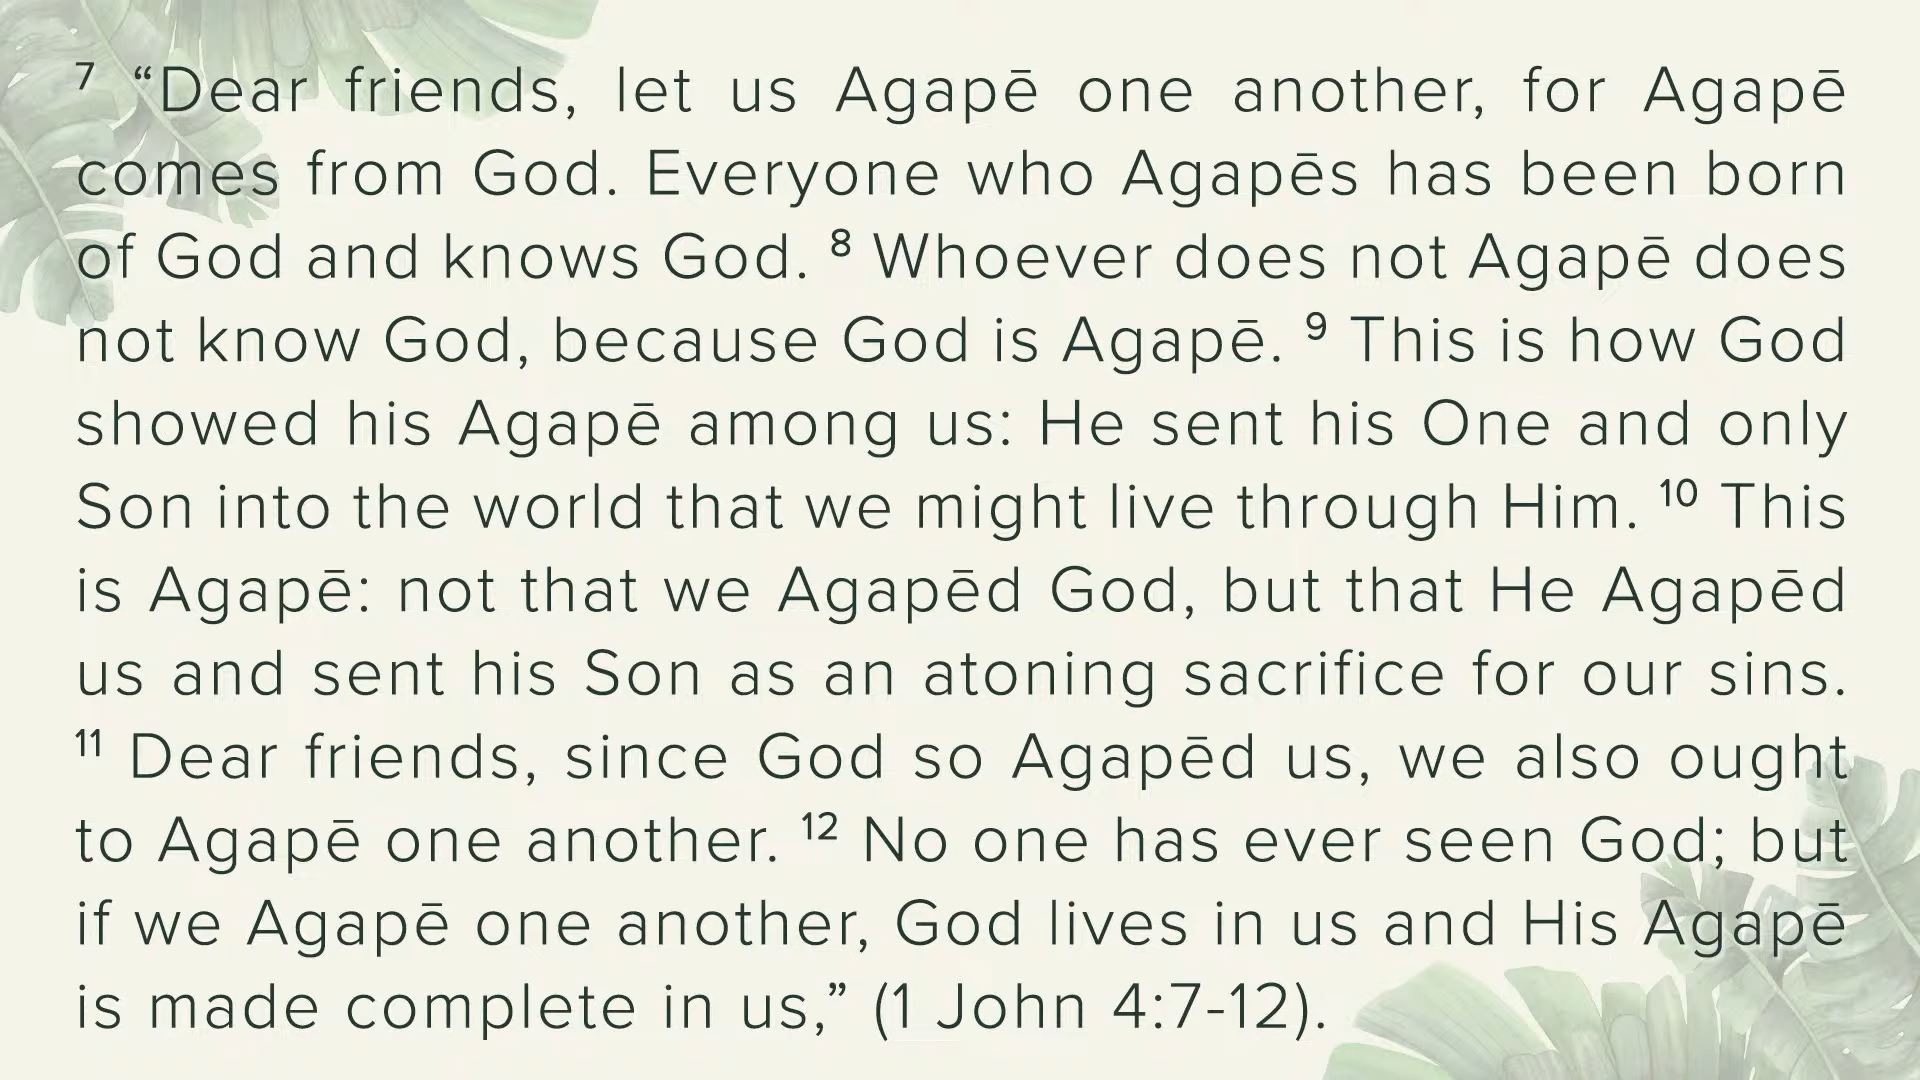 ⁷ “Dear friends, let us Agapē one another, for Agapē
comes from God. Everyone who Agapēs has been born
of God and knows God. ⁸ Whoever does not Agapē does
not know God, because God is Agapē. ⁹ This is how God
showed his Agapē among us: He sent his One and only
Son into the world that we might live through Him. ¹⁰ This
is Agapē: not that we Agapēd God, but that He Agapēd
us and sent his Son as an atoning sacrifice for our sins.
¹¹ Dear friends, since God so Agapēd us, we also ought
to Agapē one another. ¹² No one has ever seen God; but
if we Agapē one another, God lives in us and His Agapē
is made complete in us,” (1 John 4:7-12).